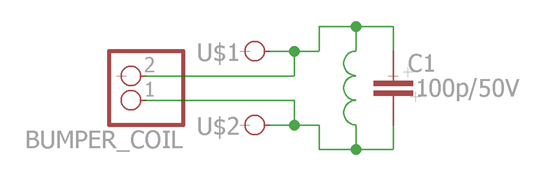 U$1
2
C1
1
100p/50V
U$2
BUMPER_COIL